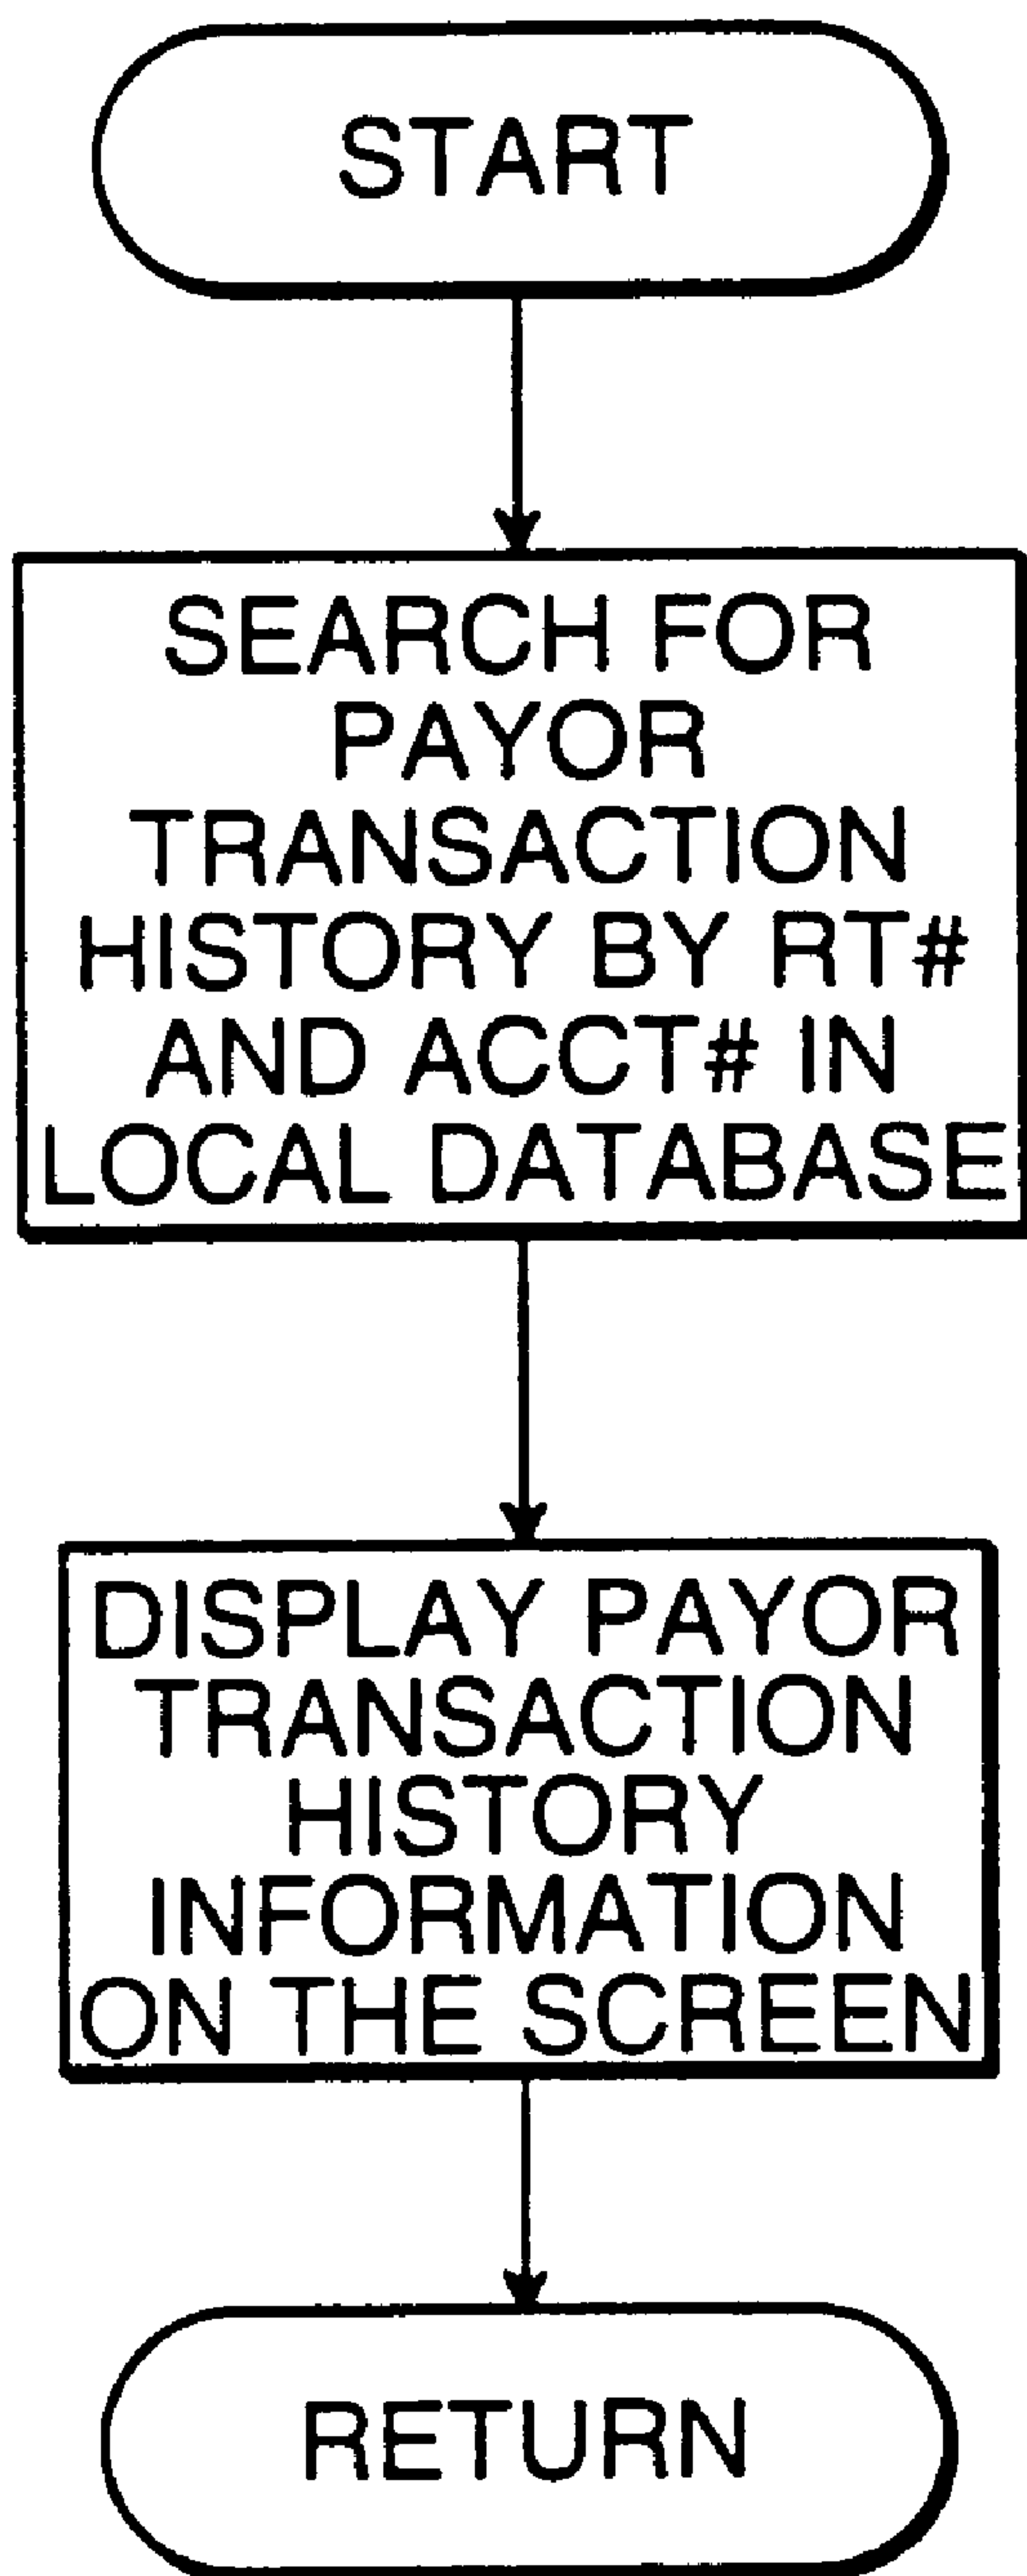 START
SEARCH FOR
PAYOR
TRANSACTION
HISTORY BY RT#
AND ACCT# IN
LOCAL DATABASE
DISPLAY PAYOR
TRANSACTION
HISTORY
INFORMATION
ON THE SCREEN
RETURN